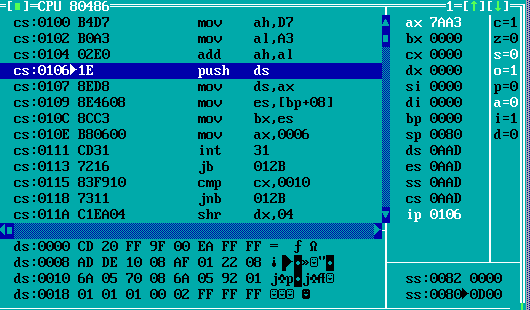 [■]=CPU 80486 1=[↑][↓]
cs:0100 B4D7 mov ah,D7 ax 7AA3 c=1
cs:0102 B0A3 mov al,A3 bx 0000 z=0
cs:0104 02E0 add ah,al cx 0000 s=0
cs:0106▶1E push ds dx 0000 o=1
cs:0107 8ED8 mov ds,ax si 0000 p=0
cs:0109 8E4608 mov es,[bp+08] di 0000 a=0
cs:010C 8CC3 mov bx,es bp 0000 i=1
cs:010E B80600 mov ax,0006 sp 0080 d=0
cs:0111 CD31 int 31 ds 0AAD
cs:0113 7216 jb 012B es 0AAD
cs:0115 83F910 cmp cx,0010 ss 0AAD
cs:0118 7311 jnb 012B cs 0AAD
cs:011A C1EA04 shr dx,04 ip 0106
ds:0000 CD 20 FF 9F 00 EA FF FF = ƒ Ω
ds:0008 AD DE 10 08 AF 01 22 08
ds:0010 6A 05 70 08 6A 05 92 01 ss:0082 0000
ds:0018 01 01 01 00 02 FF FF FF ss:0080▶0D00